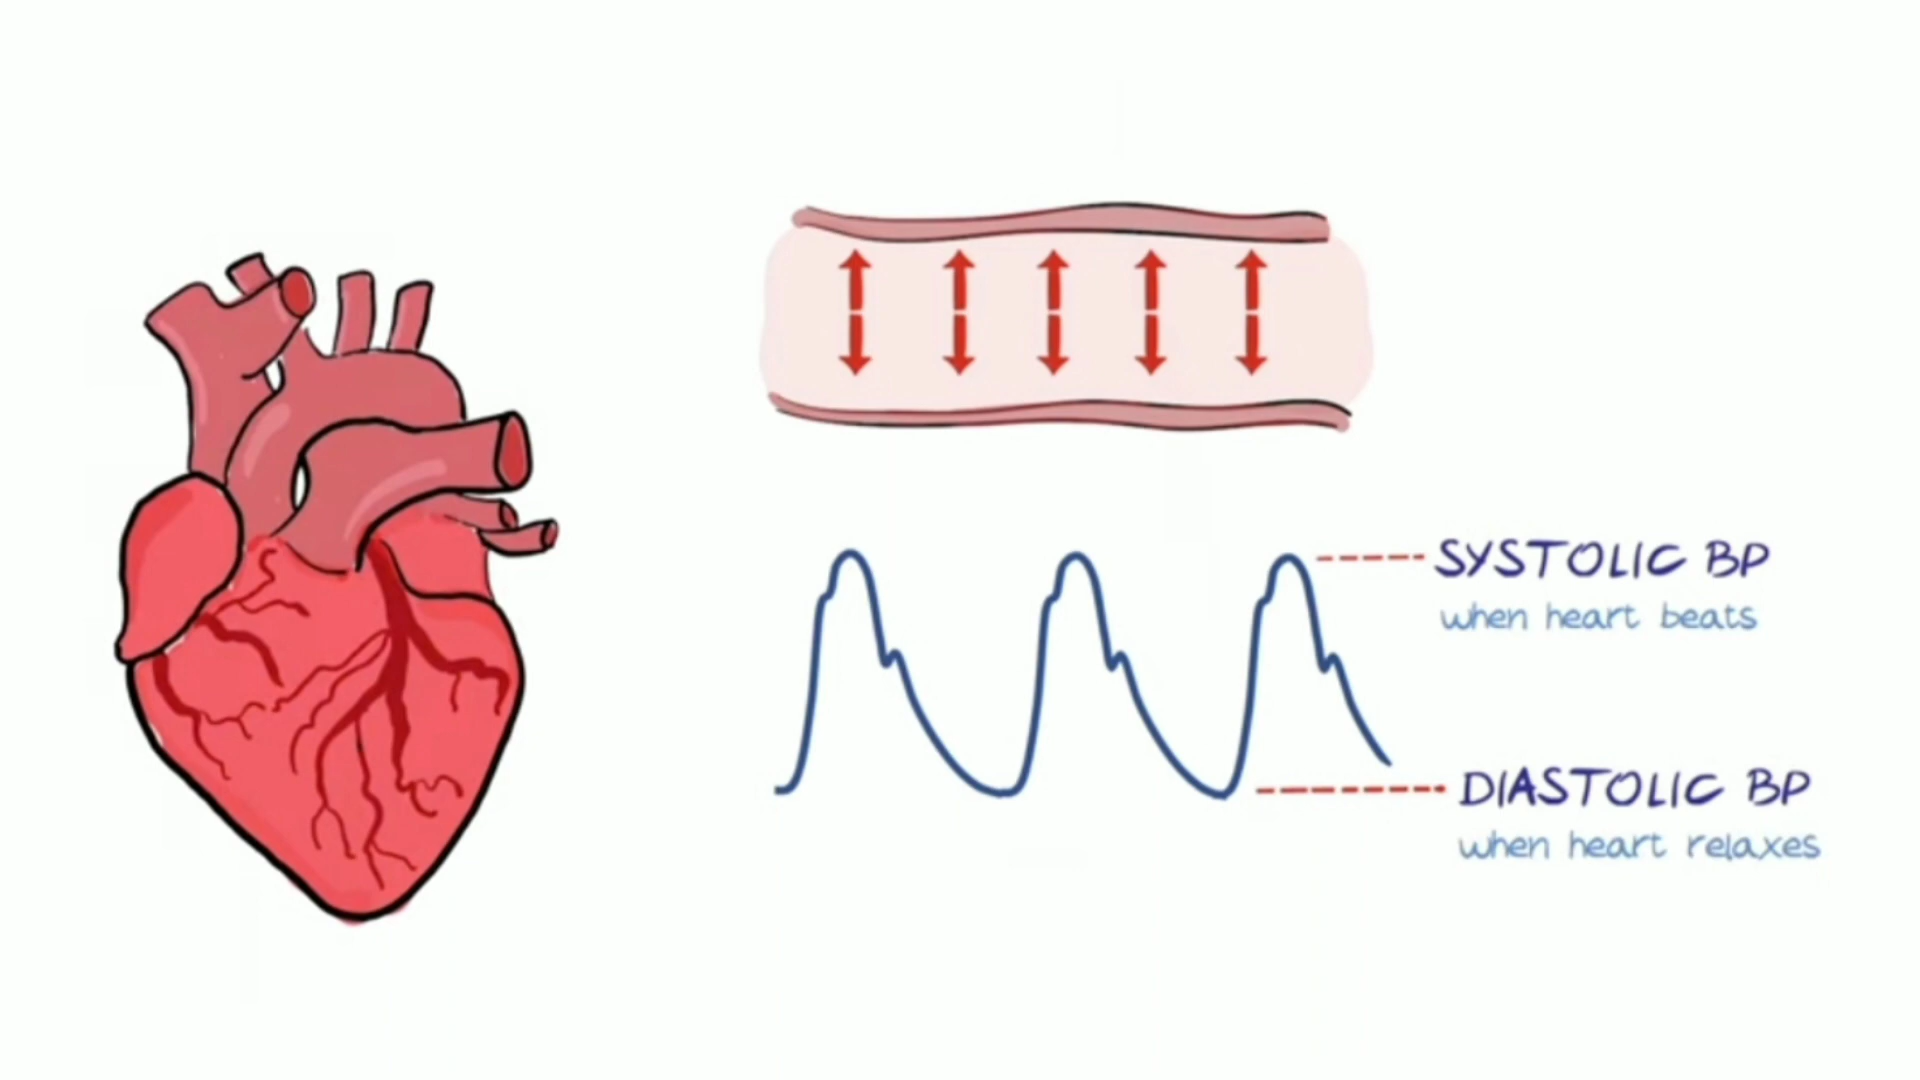 SYSTOLIC BP
when heart beats
DIASTOLIC BP
when heart relaxes